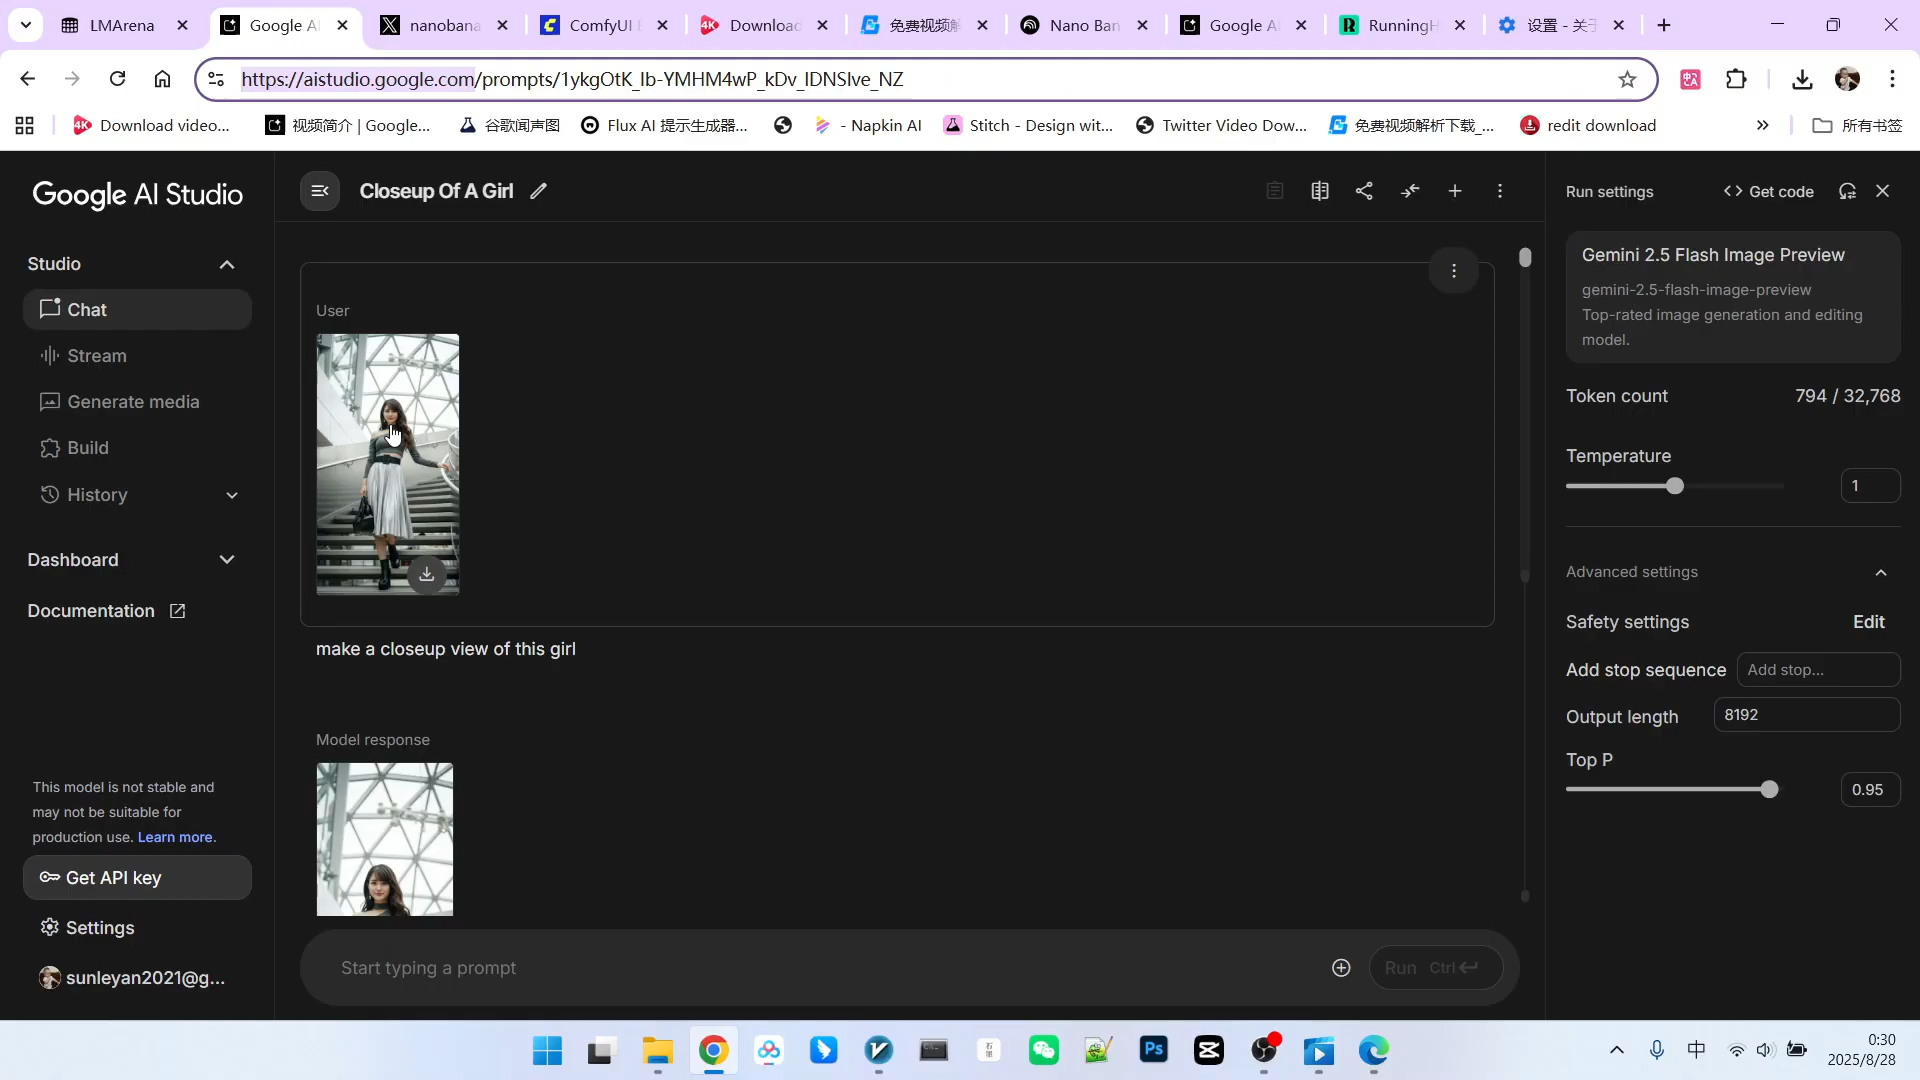 LMArena
Google A
nanobana
ComfyUI
Download
免费视频解
Nano Ban
Google A
RunningH
设置 - 关于
https://aistudio.google.com/prompts/1ykgOtK_Ib-YMHM4wP_kDv_IDNSlve_NZ
Download video...
视频简介 | Google...
谷歌闻声图
Flux AI 提示生成器...
- Napkin AI
Stitch - Design wit...
Twitter Video Dow...
免费视频解析下载_...
redit download
所有书签
Google AI Studio
Closeup Of A Girl
Run settings
Get code
Studio
Chat
Stream
Generate media
Build
History
Dashboard
Documentation
This model is not stable and
may not be suitable for
production use. Learn more.
Get API key
Settings
sunleyan2021@g...
User
make a closeup view of this girl
Model response
Start typing a prompt
Run Ctrl
Gemini 2.5 Flash Image Preview
gemini-2.5-flash-image-preview
Top-rated image generation and editing
model.
Token count 794 / 32,768
Temperature
1
Advanced settings
Safety settings Edit
Add stop sequence Add stop...
Output length 8192
Top P
0.95
中
0:30
2025/8/28